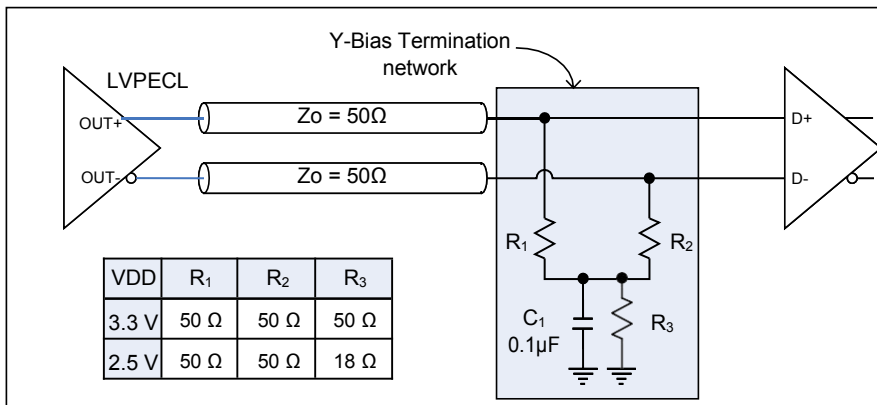 Y-Bias Termination
network
LVPECL
OUT+
Zo = 50Ω
D+
OUT-
Zo = 50Ω
D-
R₁
R₂
C₁
0.1µF
R₃
VDD R₁ R₂ R₃
3.3 V 50 Ω 50 Ω 50 Ω
2.5 V 50 Ω 50 Ω 18 Ω